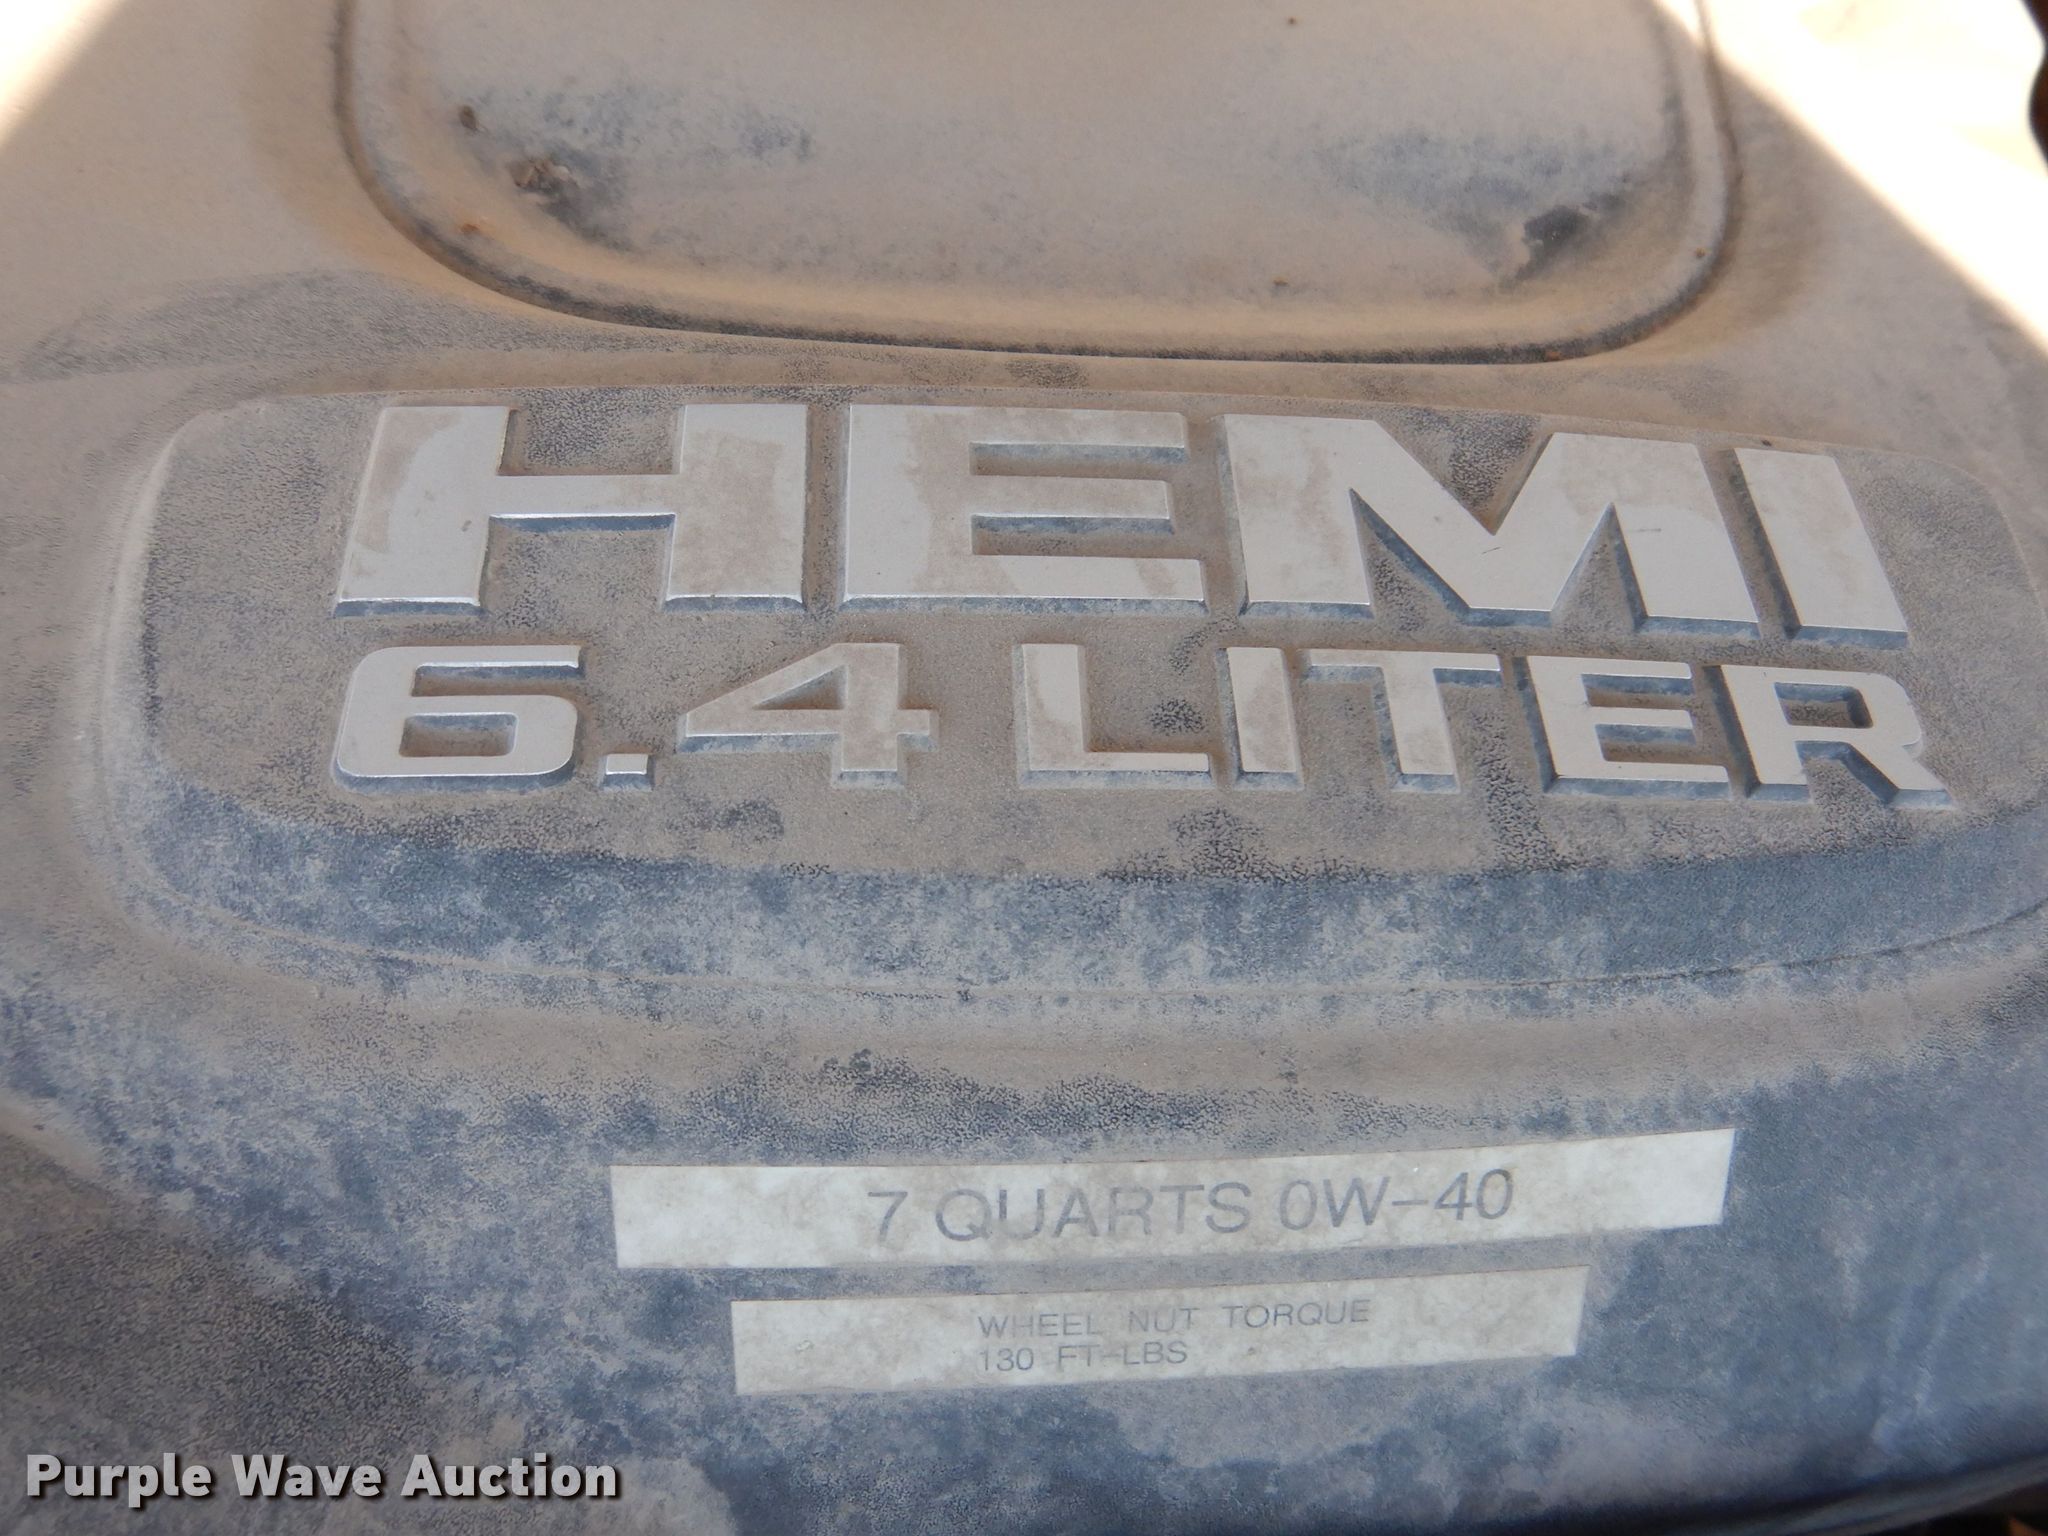 HEMI
6.4 LITER
7 QUARTS 0W-40
WHEEL NUT TORQUE
130 FT-LBS
Purple Wave Auction